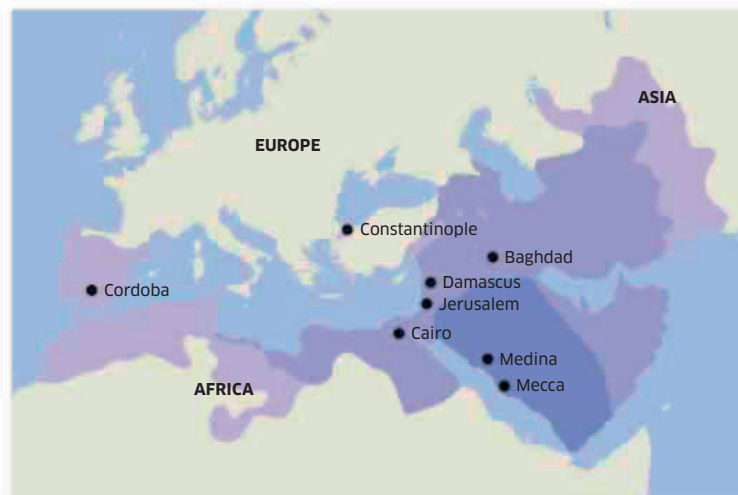 ASIA
EUROPE
Constantinople
Baghdad
Damascus
Cordoba
Jerusalem
Cairo
Medina
AFRICA
Mecca